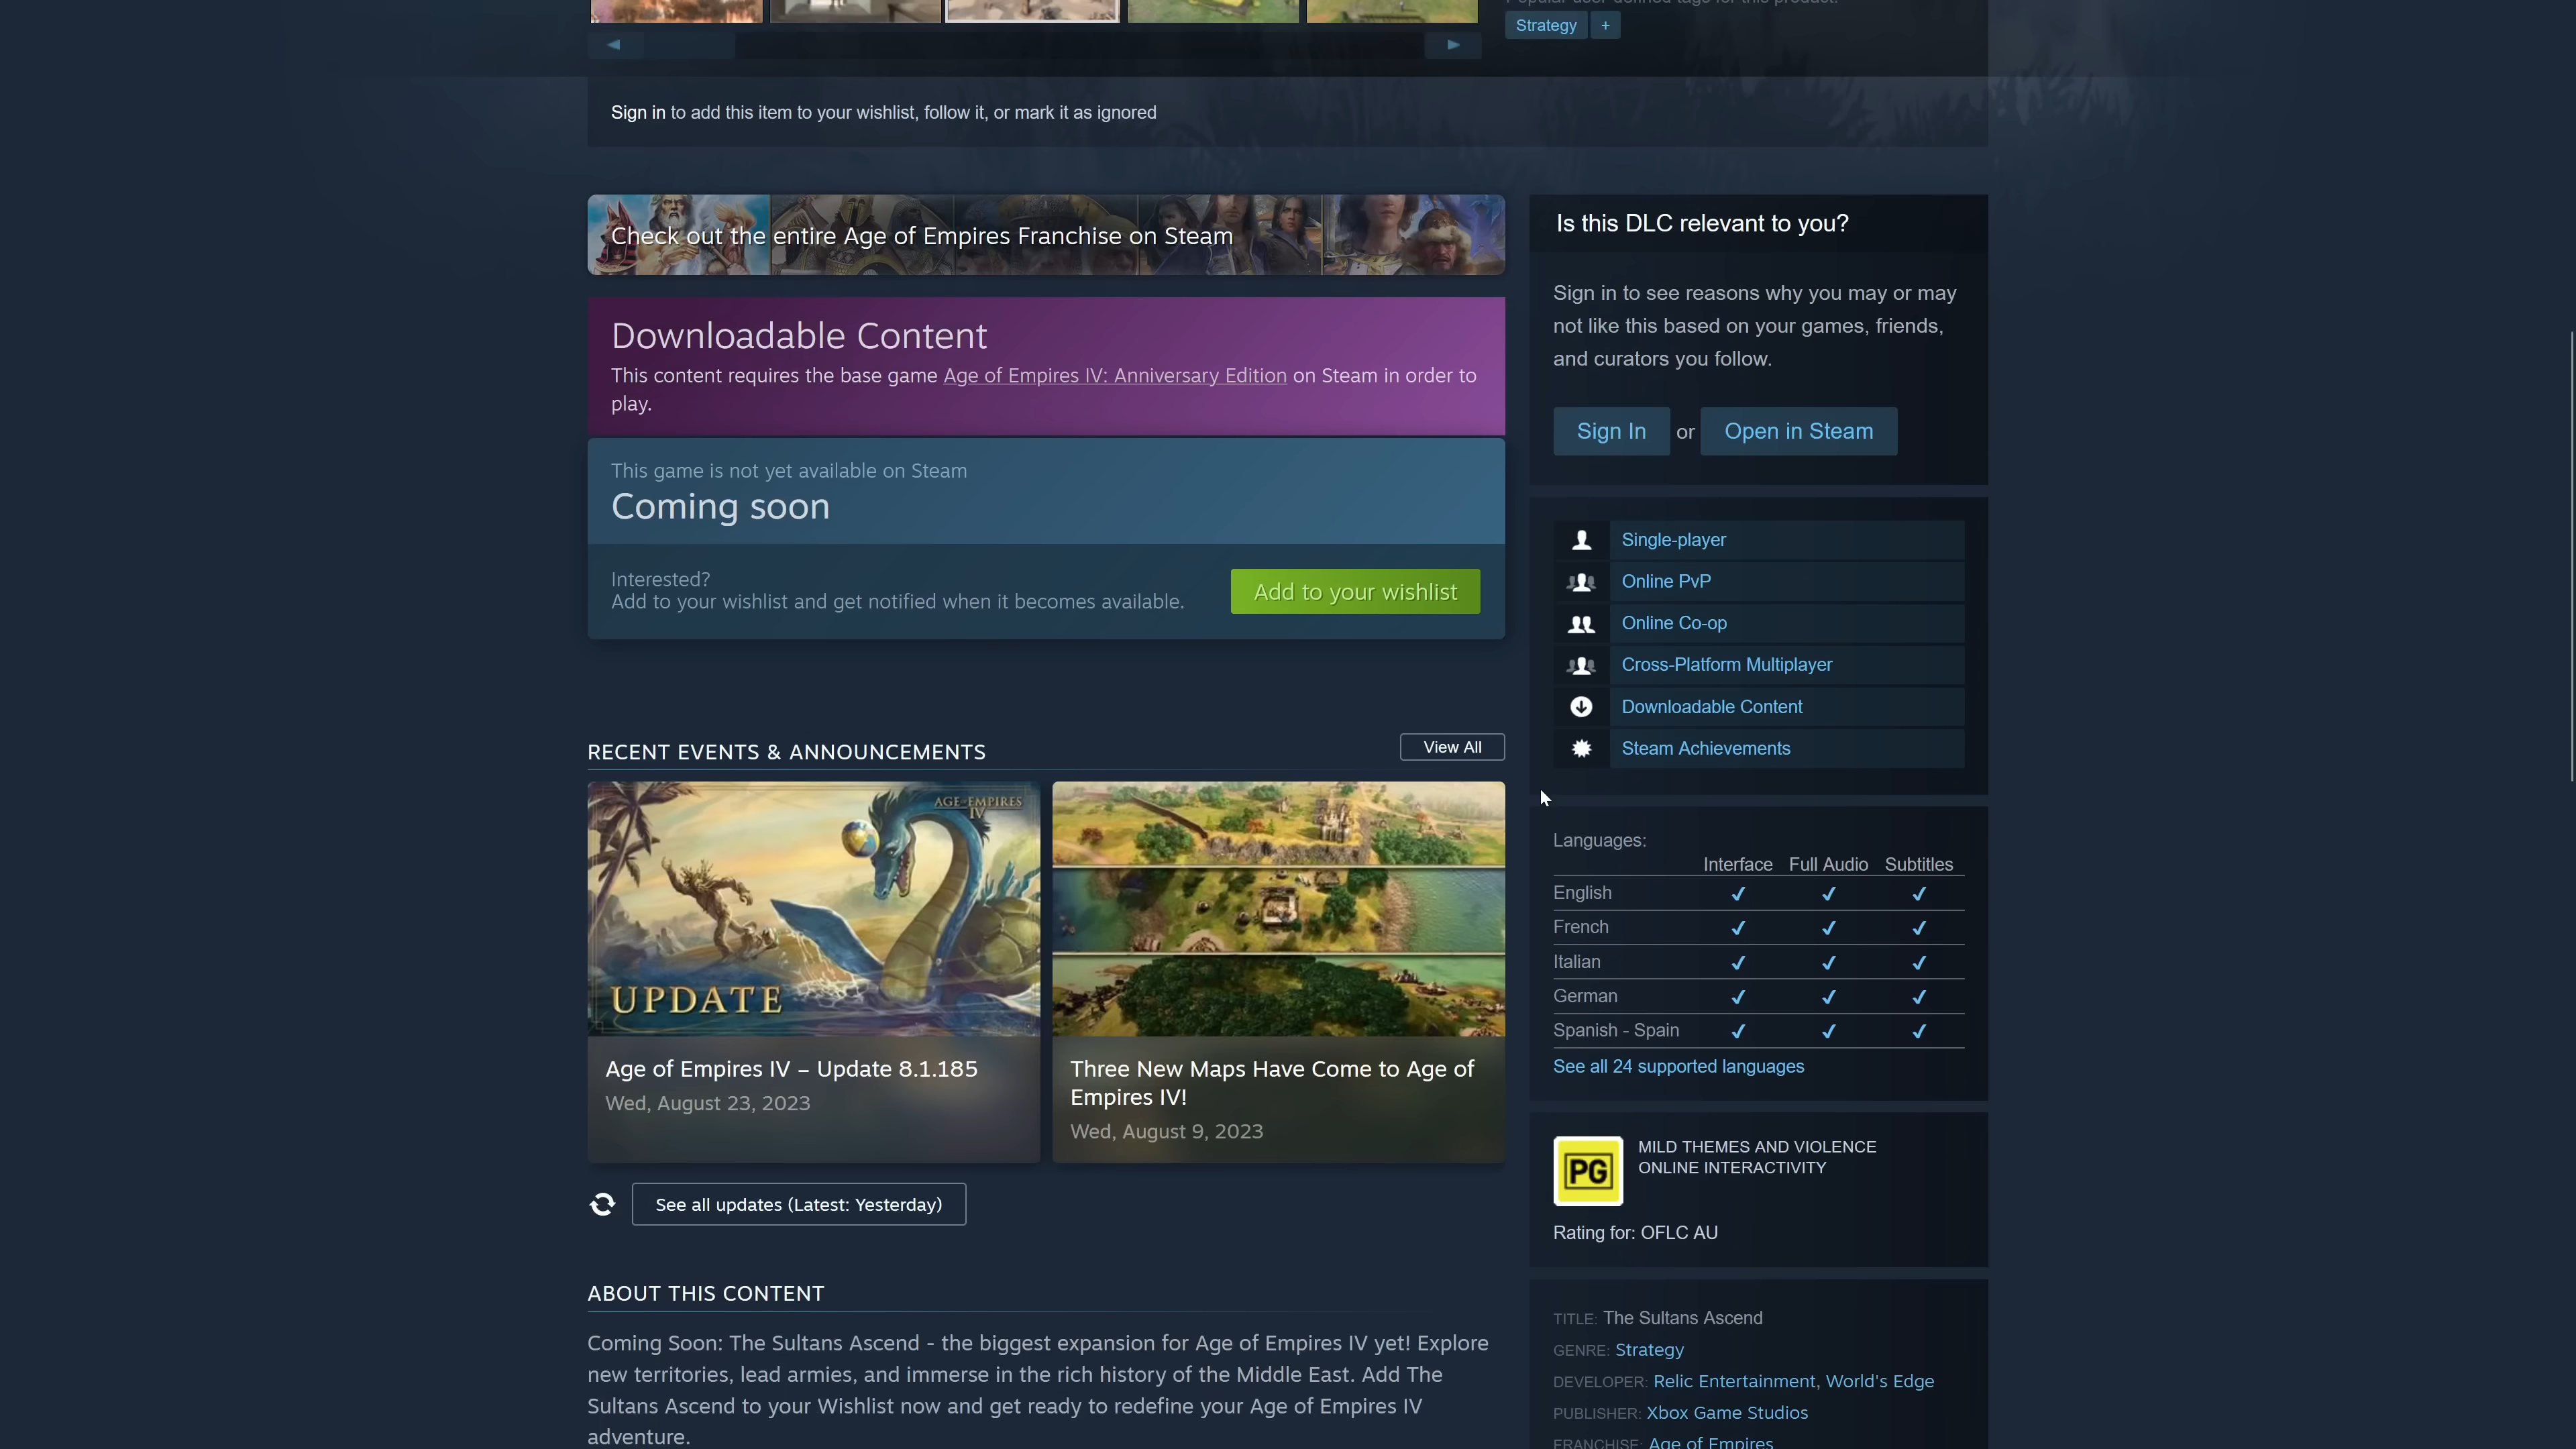 Strategy
+
Sign in to add this item to your wishlist, follow it, or mark it as ignored
Check out the entire Age of Empires Franchise on Steam
Downloadable Content
This content requires the base game Age of Empires IV: Anniversary Edition on Steam in order to
play.
This game is not yet available on Steam
Coming soon
Interested?
Add to your wishlist and get notified when it becomes available.
Add to your wishlist
RECENT EVENTS & ANNOUNCEMENTS
View All
AGE OF EMPIRES
IV
UPDATE
Age of Empires IV – Update 8.1.185
Wed, August 23, 2023
Three New Maps Have Come to Age of
Empires IV!
Wed, August 9, 2023
See all updates (Latest: Yesterday)
ABOUT THIS CONTENT
Coming Soon: The Sultans Ascend - the biggest expansion for Age of Empires IV yet! Explore
new territories, lead armies, and immerse in the rich history of the Middle East. Add The
Sultans Ascend to your Wishlist now and get ready to redefine your Age of Empires IV
adventure.
Is this DLC relevant to you?
Sign in to see reasons why you may or may
not like this based on your games, friends,
and curators you follow.
Sign In or Open in Steam
Single-player
Online PvP
Online Co-op
Cross-Platform Multiplayer
Downloadable Content
Steam Achievements
Languages:
Interface Full Audio Subtitles
English ✓ ✓ ✓
French ✓ ✓ ✓
Italian ✓ ✓ ✓
German ✓ ✓ ✓
Spanish - Spain ✓ ✓ ✓
See all 24 supported languages
PG
MILD THEMES AND VIOLENCE
ONLINE INTERACTIVITY
Rating for: OFLC AU
TITLE: The Sultans Ascend
GENRE: Strategy
DEVELOPER: Relic Entertainment, World's Edge
PUBLISHER: Xbox Game Studios
FRANCHISE: Age of Empires